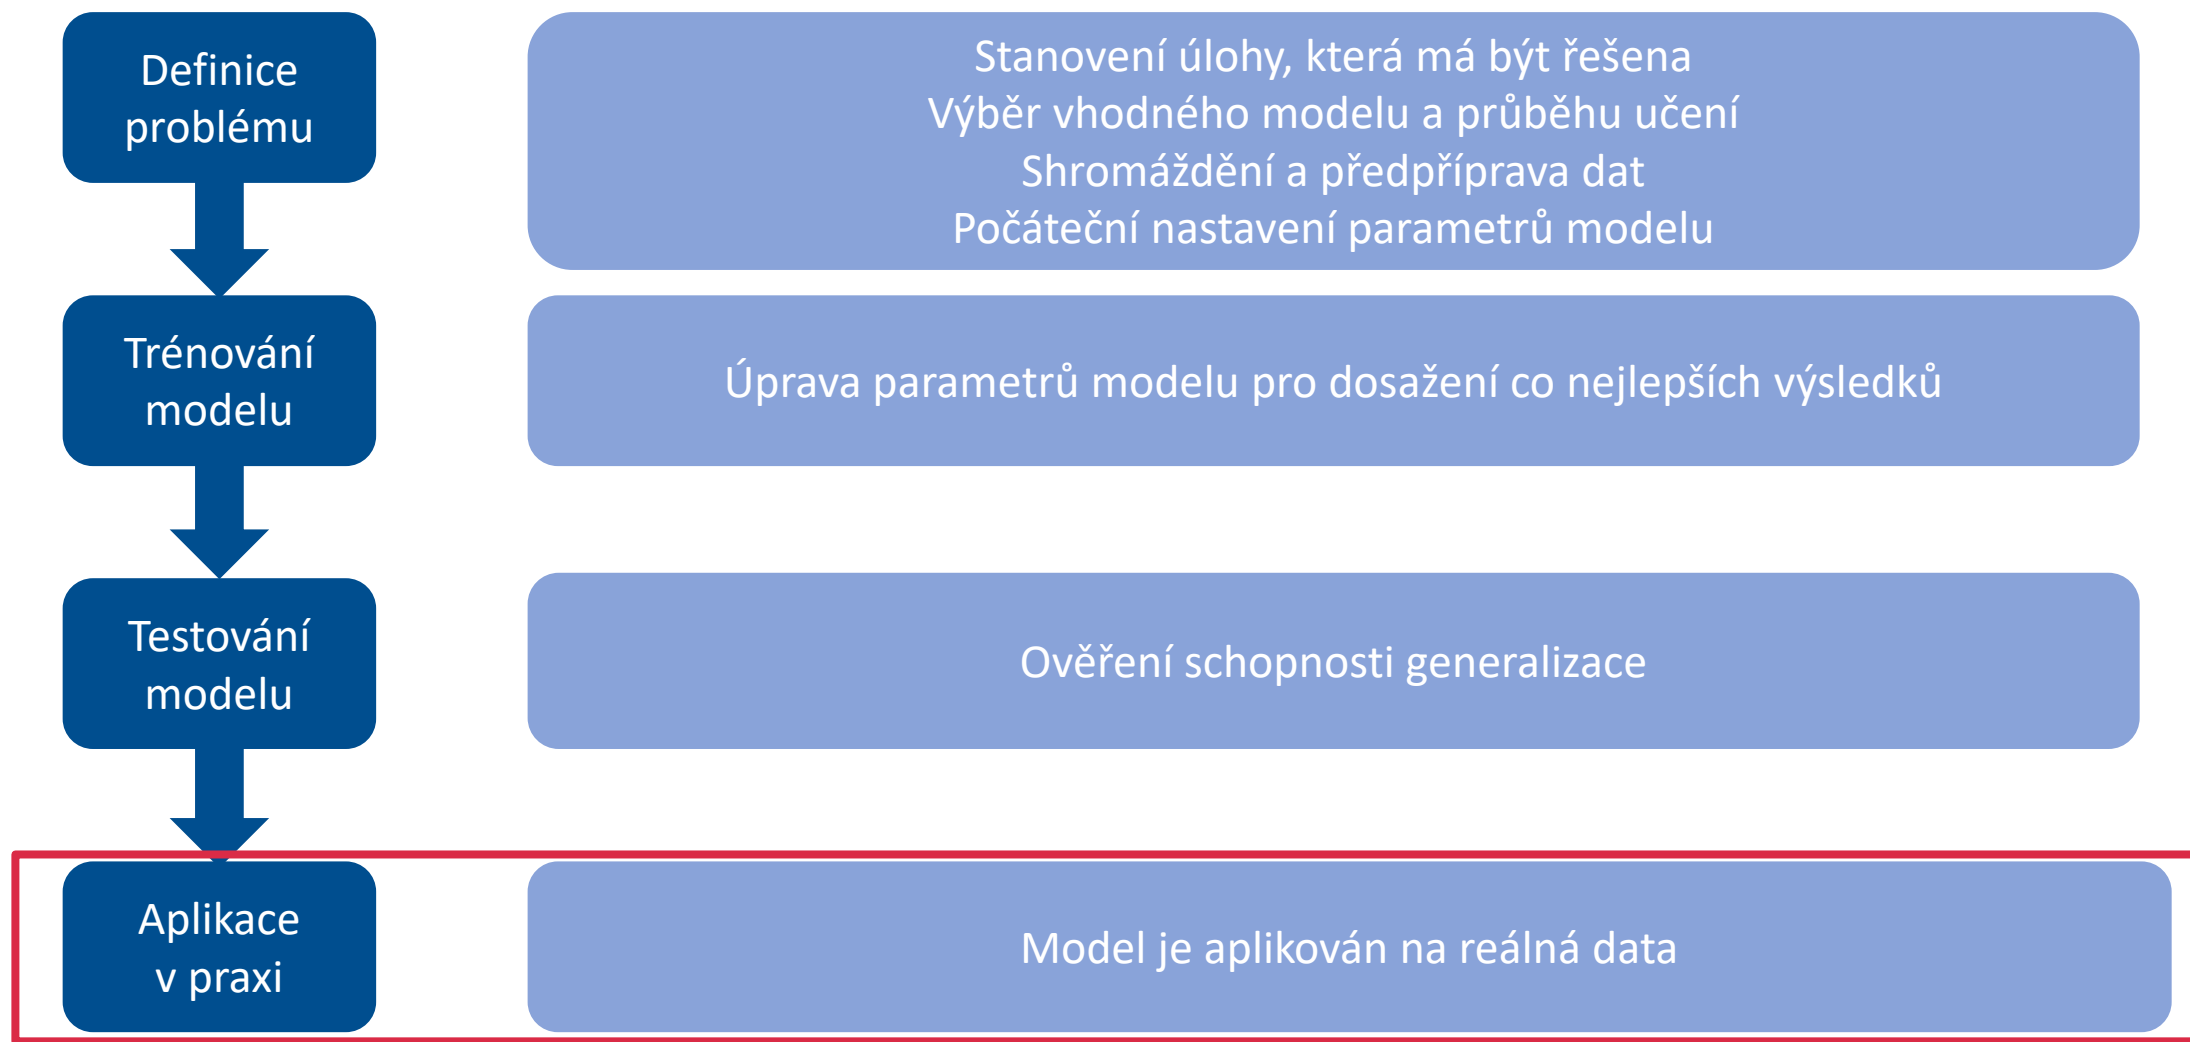 Definice
problému
Stanovení úlohy, která má být řešena
Výběr vhodného modelu a průběhu učení
Shromáždění a předpříprava dat
Počáteční nastavení parametrů modelu
Trénování
modelu
Úprava parametrů modelu pro dosažení co nejlepších výsledků
Testování
modelu
Ověření schopnosti generalizace
Aplikace
v praxi
Model je aplikován na reálná data